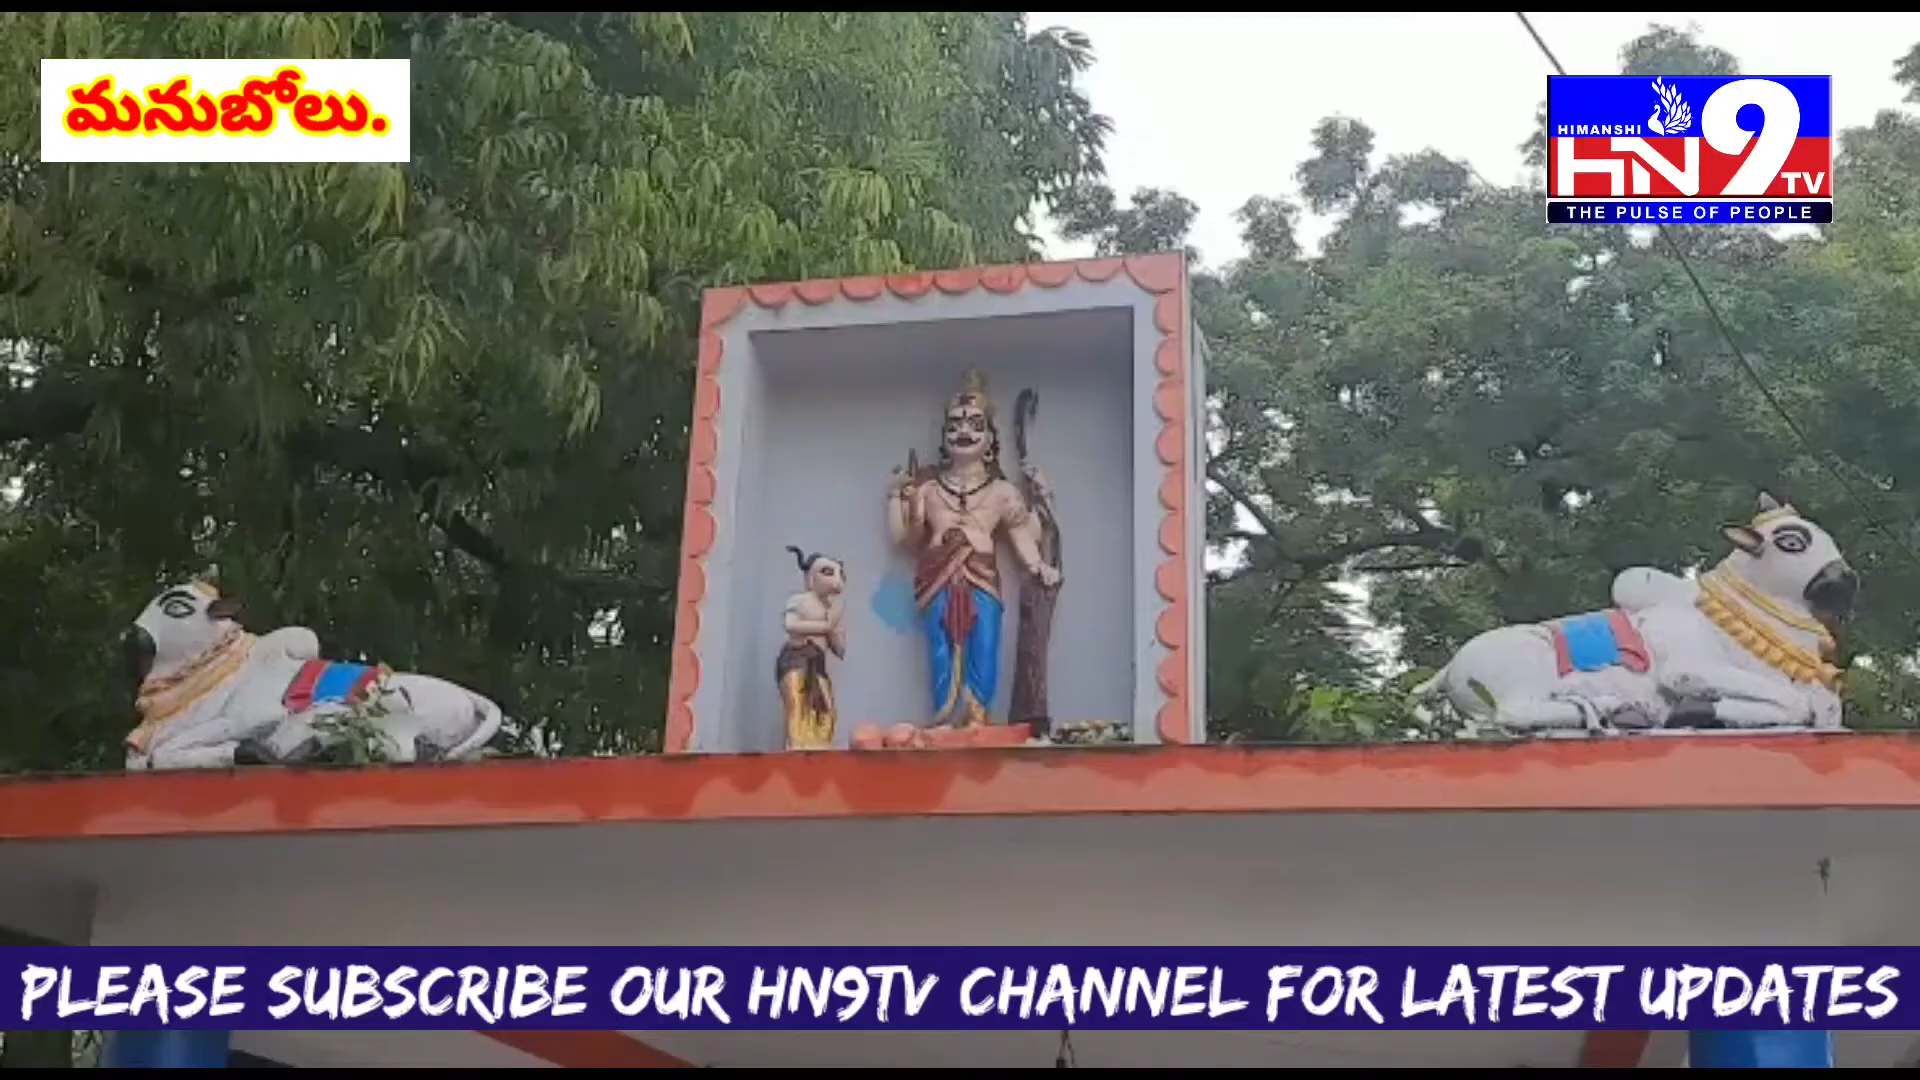 మనుబోలు.
HIMANSHI
HN9TV
THE PULSE OF PEOPLE
PLEASE SUBSCRIBE OUR HN9TV CHANNEL FOR LATEST UPDATES